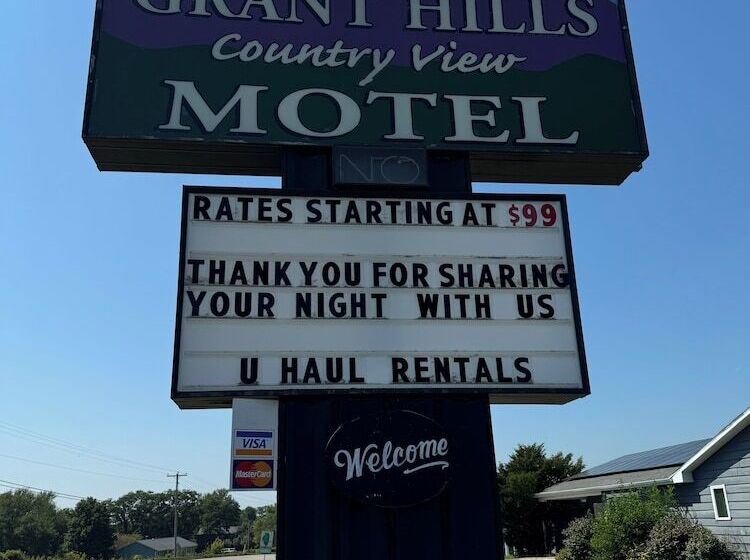 GRANT HILLS
Country View
MOTEL
NO
RATES STARTING AT $99
THANK YOU FOR SHARING
YOUR NIGHT WITH US
U HAUL RENTALS
VISA
MasterCard
Welcome